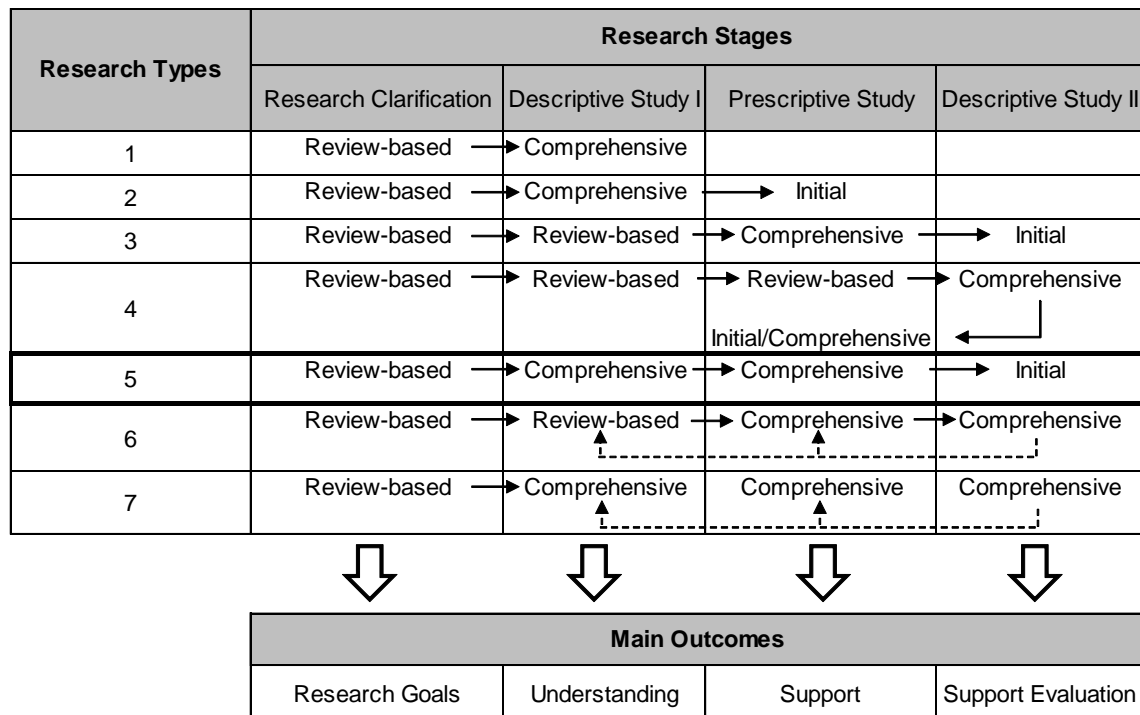 Research Types
Research Stages
Research Clarification Descriptive Study I Prescriptive Study Descriptive Study II
1 Review-based Comprehensive
2 Review-based Comprehensive Initial
3 Review-based Review-based Comprehensive Initial
4 Review-based Review-based Review-based Comprehensive
Initial/Comprehensive
5 Review-based Comprehensive Comprehensive Initial
6 Review-based Review-based Comprehensive Comprehensive
7 Review-based Comprehensive Comprehensive Comprehensive
Main Outcomes
Research Goals Understanding Support Support Evaluation